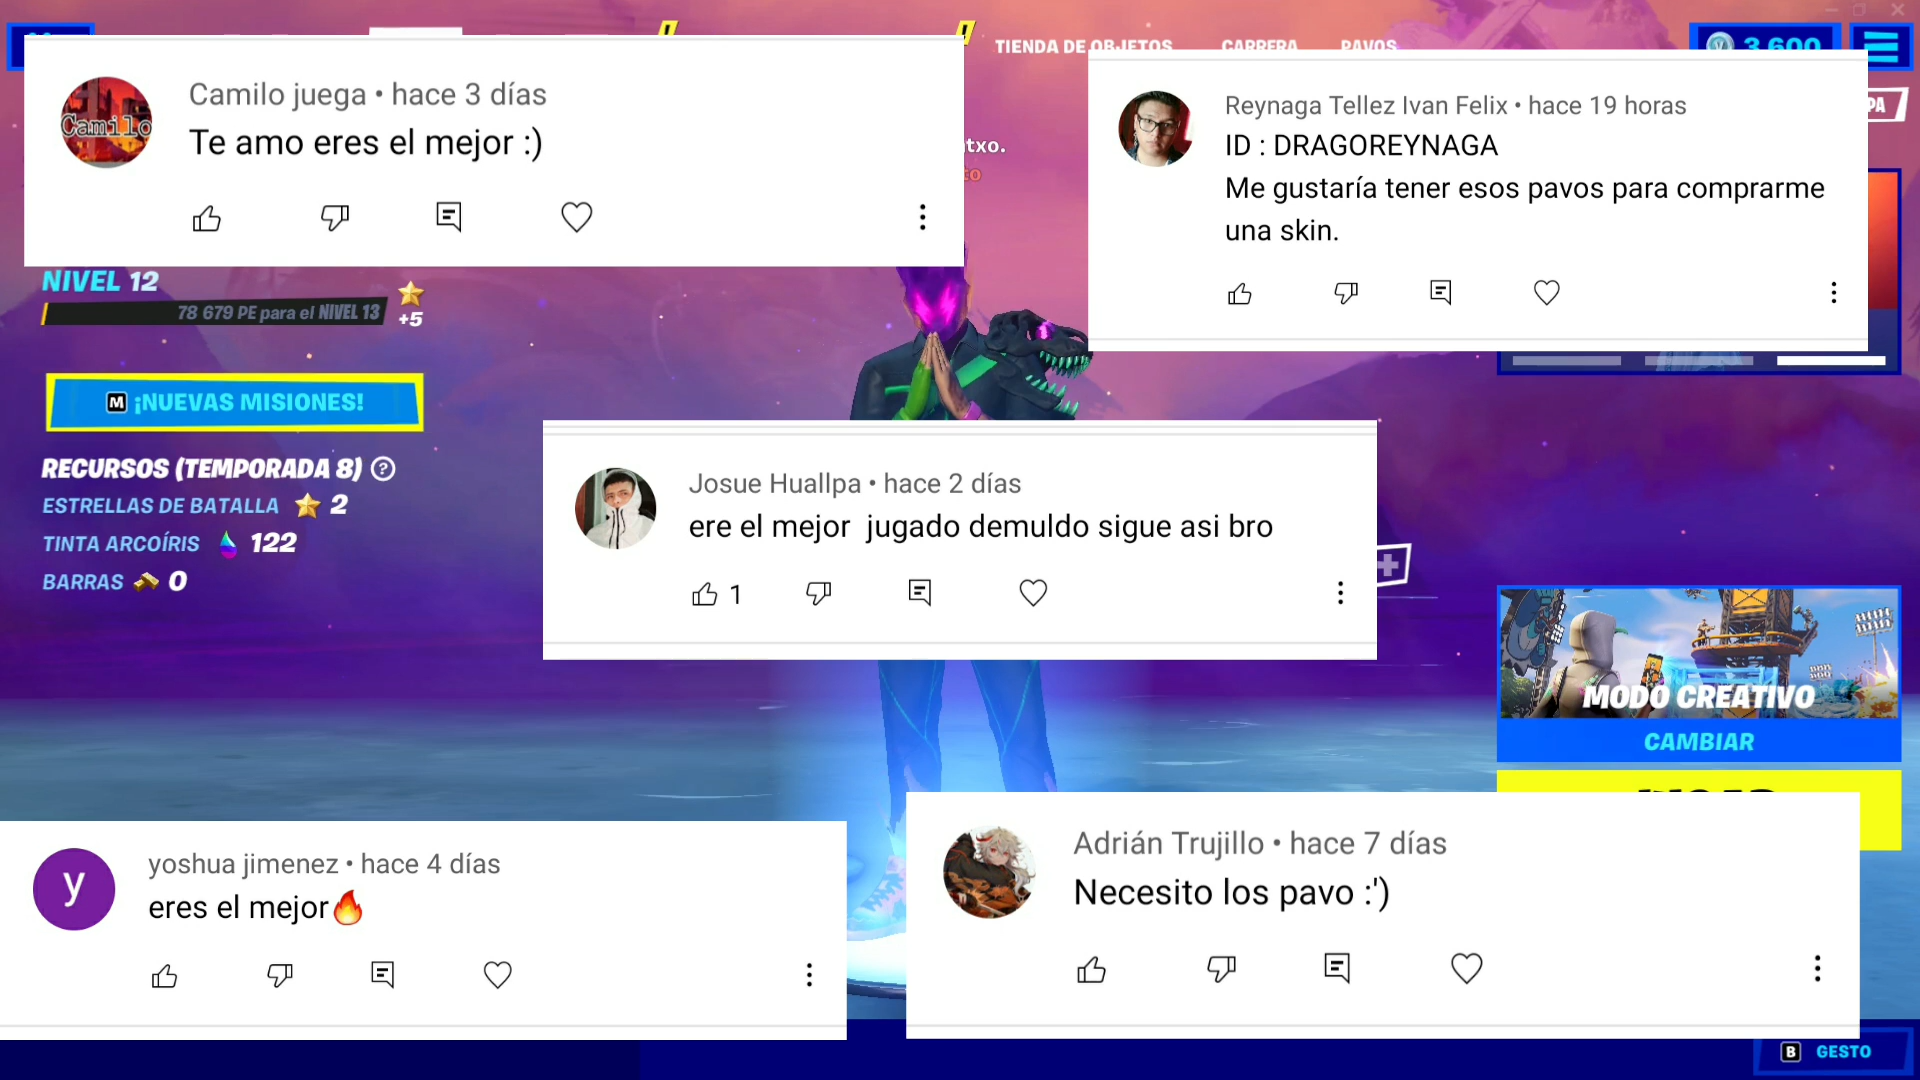 TIENDA DE OBJETOS
CARRERA
PAVOS
3,600
Camilo
Camilo juega • hace 3 días
Te amo eres el mejor :)
Reynaga Tellez Ivan Felix • hace 19 horas
ID : DRAGOREYNAGA
Me gustaría tener esos pavos para comprarme
una skin.
NIVEL 12
78 679 PE para el NIVEL 13
+5
M ¡NUEVAS MISIONES!
RECURSOS (TEMPORADA 8) ?
ESTRELLAS DE BATALLA 2
TINTA ARCOÍRIS 122
BARRAS 0
Josue Huallpa • hace 2 días
ere el mejor  jugado demuldo sigue asi bro
1
MODO CREATIVO
CAMBIAR
y
yoshua jimenez • hace 4 días
eres el mejor🔥
Adrián Trujillo • hace 7 días
Necesito los pavo :')
B GESTO